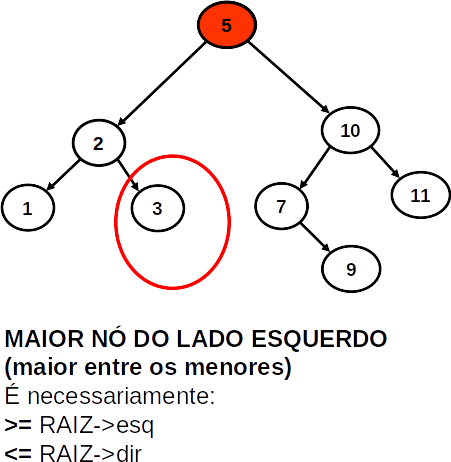 5
2
10
1
3
7
11
9
MAIOR NÓ DO LADO ESQUERDO
(maior entre os menores)
É necessariamente:
>= RAIZ->esq
<= RAIZ->dir